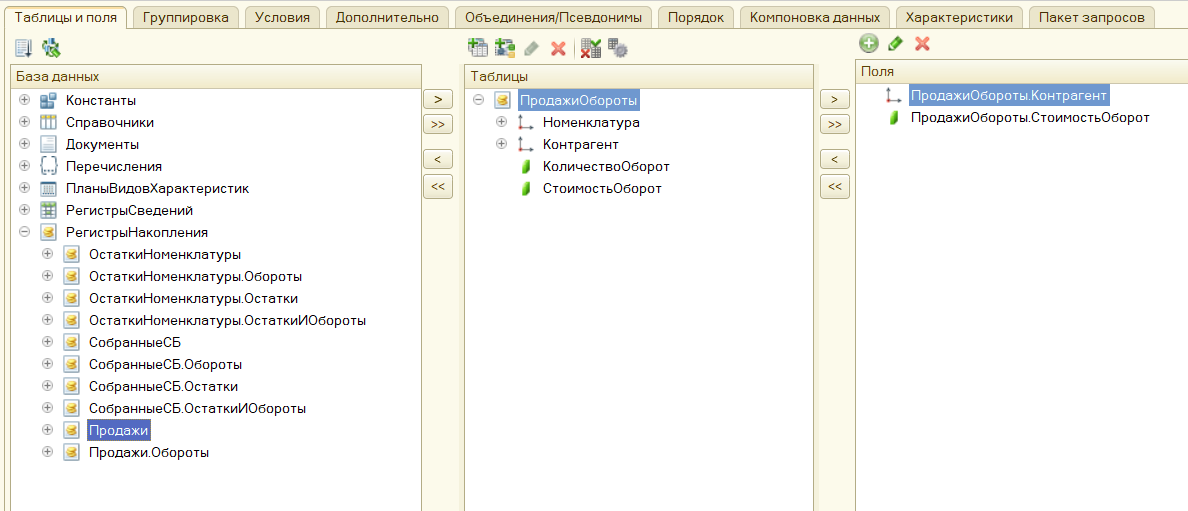 Таблицы и поля Группировка Условия Дополнительно Объединения/Псевдонимы Порядок Компоновка данных Характеристики Пакет запросов
База данных
Константы
Справочники
Документы
Перечисления
ПланыВидовХарактеристик
РегистрыСведений
РегистрыНакопления
ОстаткиНоменклатуры
ОстаткиНоменклатуры.Обороты
ОстаткиНоменклатуры.Остатки
ОстаткиНоменклатуры.ОстаткиИОбороты
СобранныеСБ
СобранныеСБ.Обороты
СобранныеСБ.Остатки
СобранныеСБ.ОстаткиИОбороты
Продажи
Продажи.Обороты
>
>>
<
<<
Таблицы
ПродажиОбороты
Номенклатура
Контрагент
КоличествоОборот
СтоимостьОборот
>
>>
<
<<
Поля
ПродажиОбороты.Контрагент
ПродажиОбороты.СтоимостьОборот